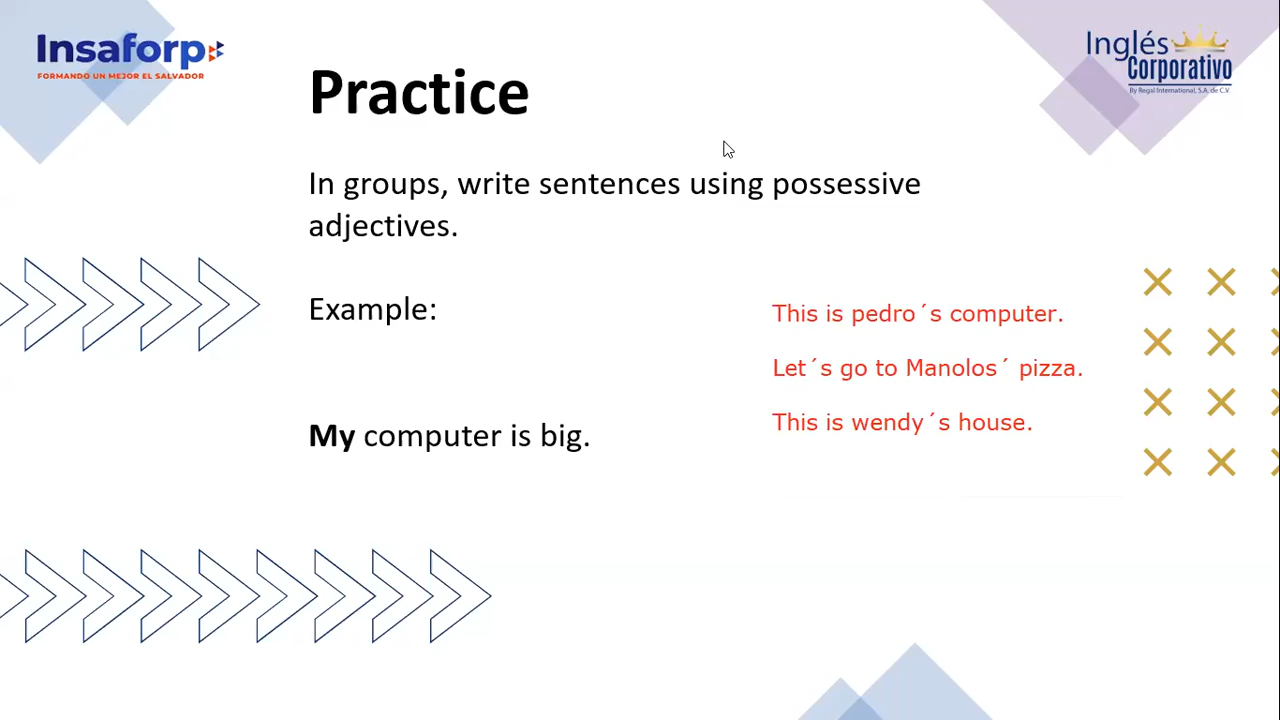 Insaforp
FORMANDO UN MEJOR EL SALVADOR
Inglés
Corporativo
By Regal International, S.A. de C.V.
Practice
In groups, write sentences using possessive
adjectives.
Example:
My computer is big.
This is pedro´s computer.
Let´s go to Manolos´ pizza.
This is wendy´s house.